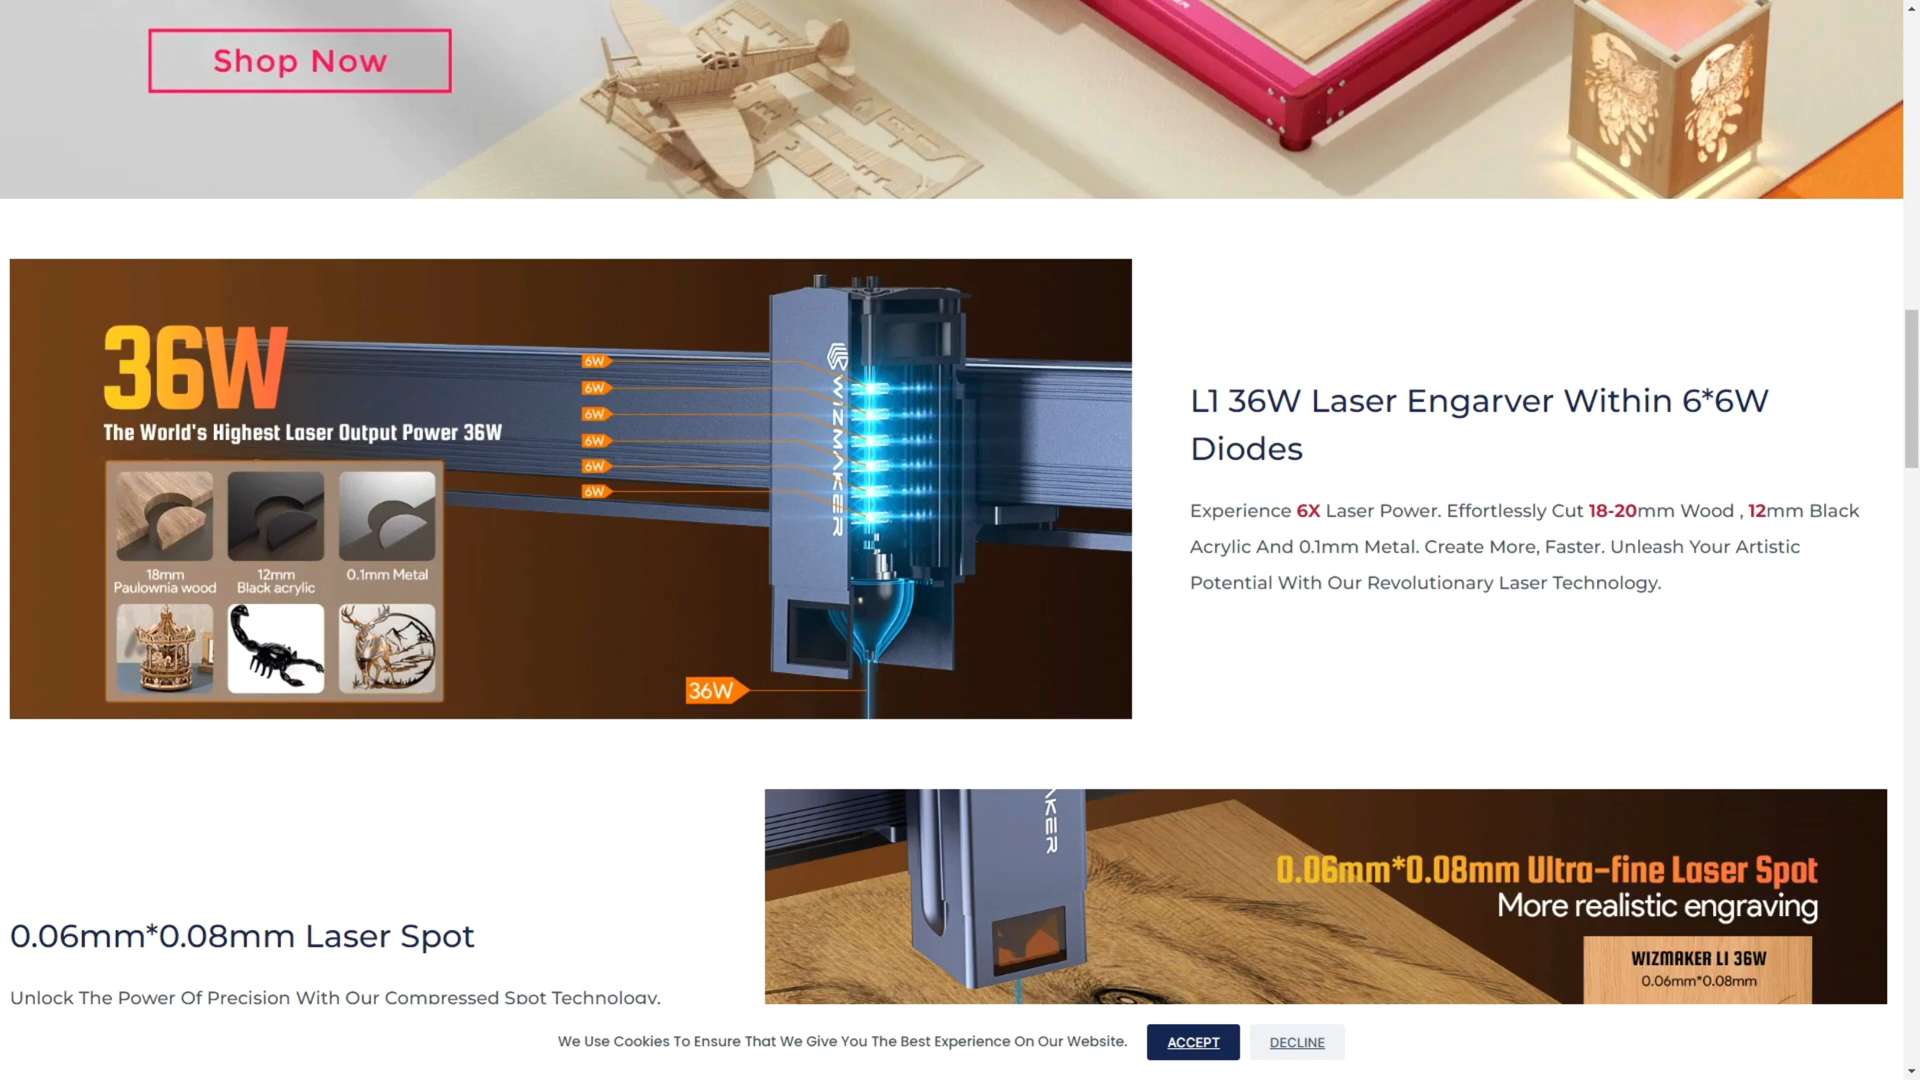 Shop Now
36W
The World's Highest Laser Output Power 36W
6W
6W
6W
6W
6W
6W
WIZMAKER
18mm
Paulownia wood
12mm
Black acrylic
0.1mm Metal
36W
L1 36W Laser Engarver Within 6*6W
Diodes
Experience 6X Laser Power. Effortlessly Cut 18-20mm Wood , 12mm Black
Acrylic And 0.1mm Metal. Create More, Faster. Unleash Your Artistic
Potential With Our Revolutionary Laser Technology.
0.06mm*0.08mm Laser Spot
Unlock The Power Of Precision With Our Compressed Spot Technology.
AKER
0.06mm*0.08mm Ultra-fine Laser Spot
More realistic engraving
WIZMAKER L1 36W
0.06mm*0.08mm
We Use Cookies To Ensure That We Give You The Best Experience On Our Website.
ACCEPT
DECLINE